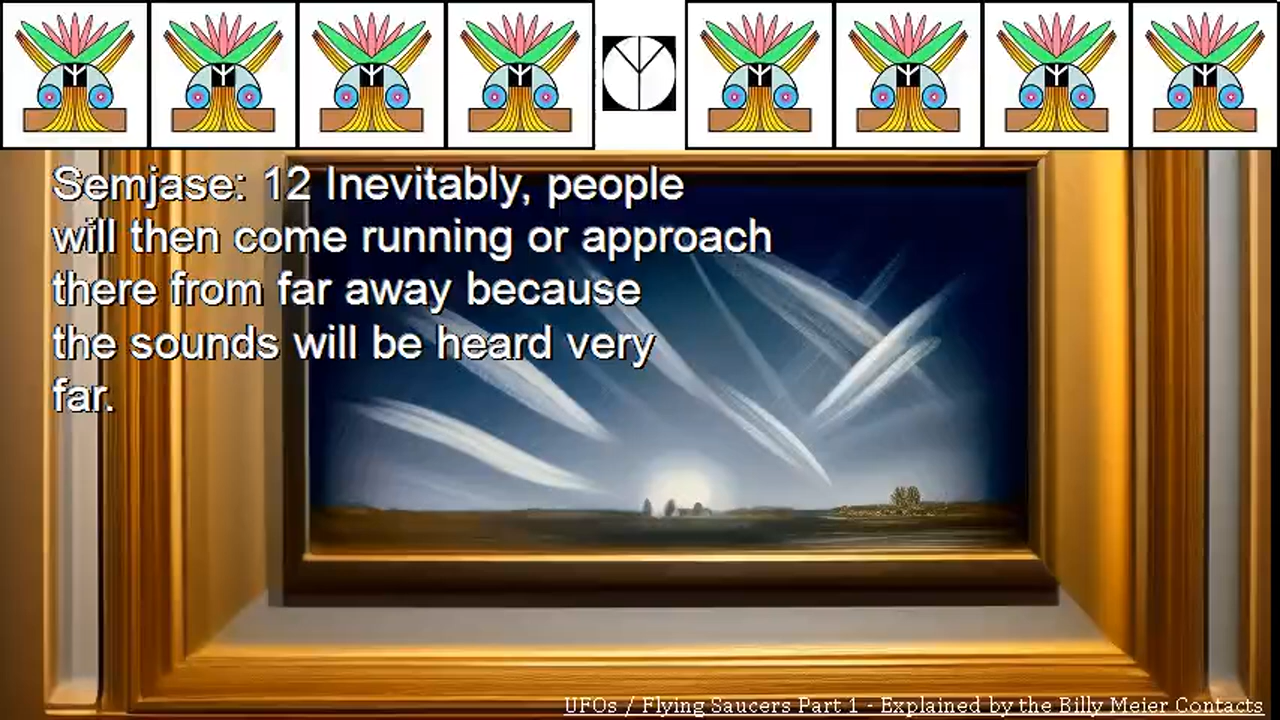 Semjase: 12 Inevitably, people
will then come running or approach
there from far away because
the sounds will be heard very
far.
UFOs / Flying Saucers Part 1 - Explained by the Billy Meier Contacts